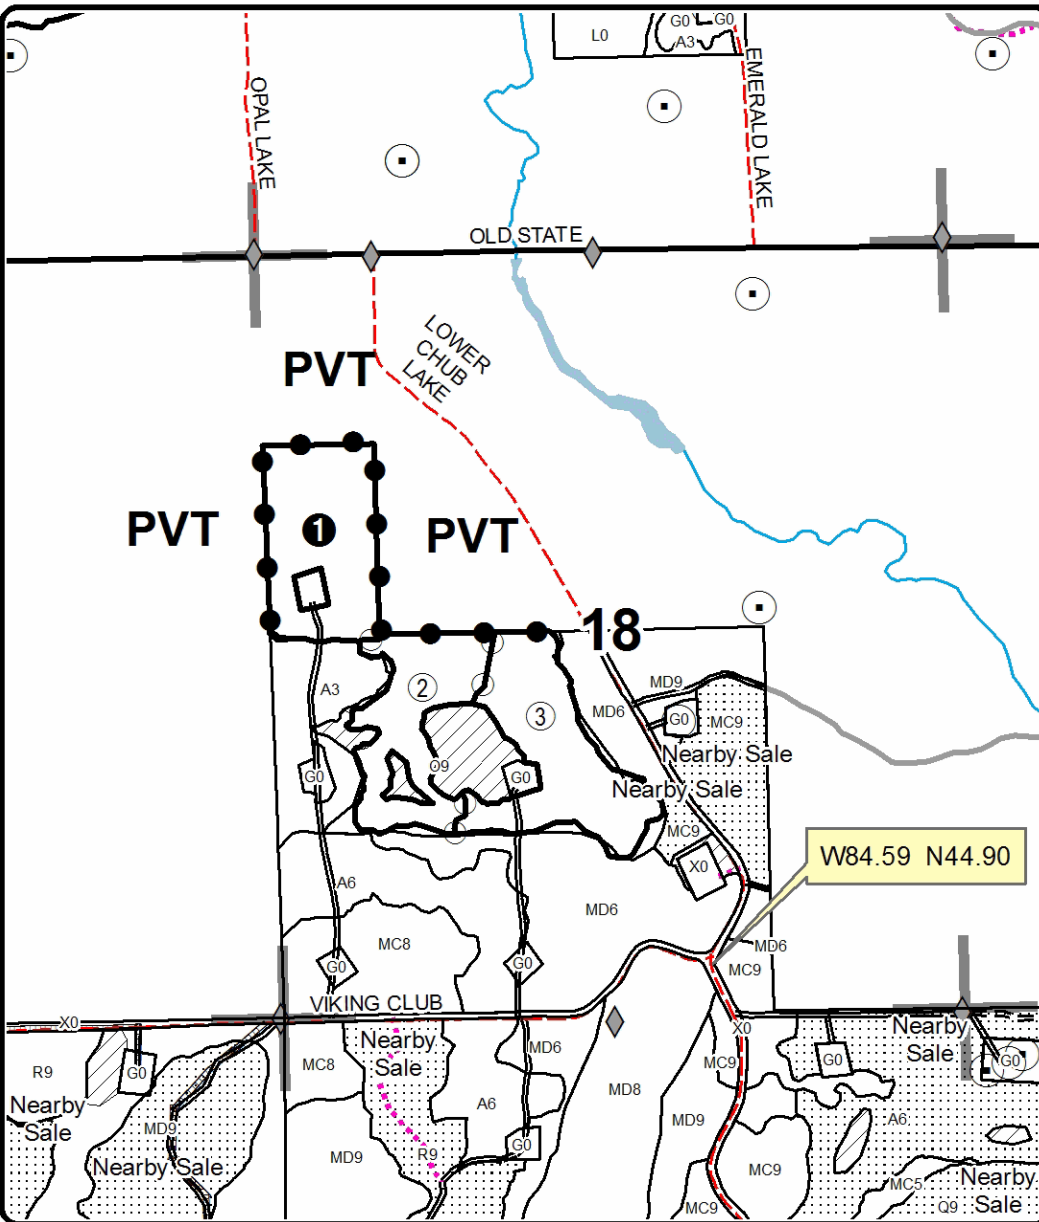 G0
G0
L0
A3
OPAL LAKE
EMERALD LAKE
OLD STATE
LOWER
CHUB
LAKE
PVT
PVT
1
PVT
18
MD9
A3
2
3
MD6
G0
MC9
Nearby Sale
O9
G0
G0
Nearby Sale
MC9
X0
W84.59 N44.90
A6
MD6
MC8
MD6
G0
G0
MC9
VIKING CLUB
X0
X0
Nearby
Sale
Nearby
Sale
MD6
R9
G0
MC8
MC9
G0
G0
MD8
Nearby
Sale
A6
MD9
MD9
A6
Nearby Sale
MD9
R9
G0
MC9
MC5
Nearby
Sale
MC9
Q9